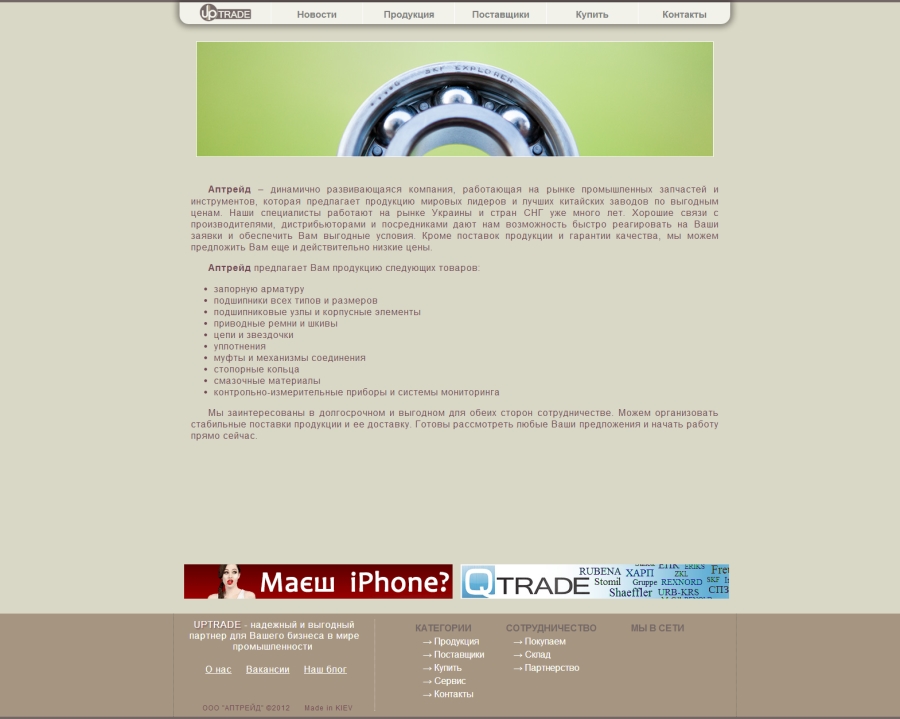 UPTRADE
Новости
Продукция
Поставщики
Купить
Контакты
SCF EXPLORER
Аптрейд – динамично развивающаяся компания, работающая на рынке промышленных запчастей и
инструментов, которая предлагает продукцию мировых лидеров и лучших китайских заводов по выгодным
ценам. Наши специалисты работают на рынке Украины и стран СНГ уже много лет. Хорошие связи с
производителями, дистрибьюторами и посредниками дают нам возможность быстро реагировать на Ваши
заявки и обеспечить Вам выгодные условия. Кроме поставок продукции и гарантии качества, мы можем
предложить Вам еще и действительно низкие цены.
Аптрейд предлагает Вам продукцию следующих товаров:
• запорную арматуру
• подшипники всех типов и размеров
• подшипниковые узлы и корпусные элементы
• приводные ремни и шкивы
• цепи и звездочки
• уплотнения
• муфты и механизмы соединения
• стопорные кольца
• смазочные материалы
• контрольно-измерительные приборы и системы мониторинга
Мы заинтересованы в долгосрочном и выгодном для обеих сторон сотрудничестве. Можем организовать
стабильные поставки продукции и ее доставку. Готовы рассмотреть любые Ваши предложения и начать работу
прямо сейчас.
Маєш iPhone?
QTRADE
RUBENA ХАРП ZKL
Stomil Gruppe REXNORD SKF
Shaeffler URB-KRS СПЗ
UPTRADE - надежный и выгодный
партнер для Вашего бизнеса в мире
промышленности
О нас Вакансии Наш блог
ООО "АПТРЕЙД" ©2012 Made in KIEV
КАТЕГОРИИ
→ Продукция
→ Поставщики
→ Купить
→ Сервис
→ Контакты
СОТРУДНИЧЕСТВО
→ Покупаем
→ Склад
→ Партнерство
МЫ В СЕТИ